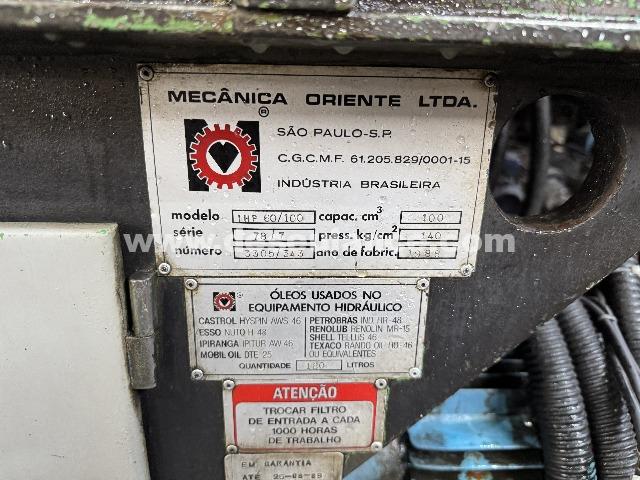 MECÂNICA ORIENTE LTDA.
®
SÃO PAULO-S.P.
C.G.C.M.F. 61.205.829/0001-15
INDÚSTRIA BRASILEIRA
modelo 1HP 60/100 capac. cm³ 100
série 78/7 press. kg/cm² 140
número 3305/343 ano de fabric. 1988
ÓLEOS USADOS NO
EQUIPAMENTO HIDRÁULICO
CASTROL HYSPIN AWS 46 PETROBRAS IND HR-48
ESSO NUTO H 48 RENOLUB RENOLIN MR-15
IPIRANGA IPITUR AW 46 SHELL TELLUS 46
MOBIL OIL DTE 25 TEXACO RANDO OIL HD 46
OU EQUIVALENTES
QUANTIDADE LITROS
ATENÇÃO
TROCAR FILTRO
DE ENTRADA A CADA
1000 HORAS
DE TRABALHO
EM GARANTIA
ATÉ